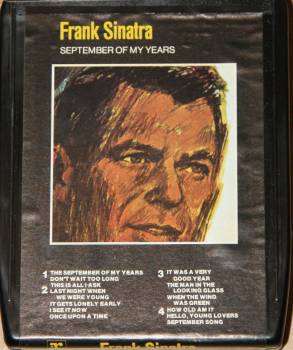 Frank Sinatra
SEPTEMBER OF MY YEARS
1 THE SEPTEMBER OF MY YEARS
DON'T WAIT TOO LONG
2 THIS IS ALL I ASK
LAST NIGHT WHEN
WE WERE YOUNG
IT GETS LONELY EARLY
I SEE IT NOW
ONCE UPON A TIME
3 IT WAS A VERY
GOOD YEAR
THE MAN IN THE
LOOKING GLASS
WHEN THE WIND
WAS GREEN
4 HOW OLD AM I?
HELLO, YOUNG LOVERS
SEPTEMBER SONG
Frank Sinatra